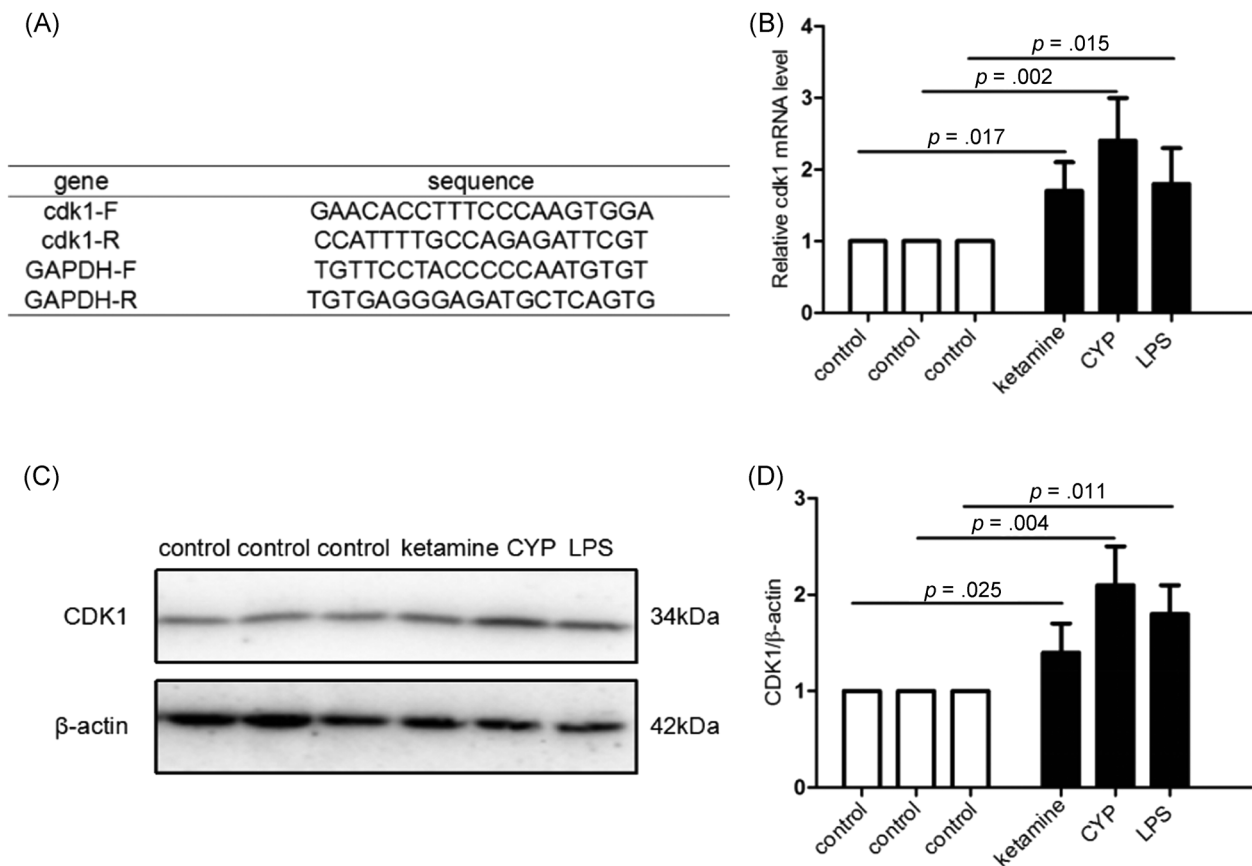 (A)
gene sequence
cdk1-F GAACACCTTTCCCAAGTGGA
cdk1-R CCATTTTGCCAGAGATTCGT
GAPDH-F TGTTCCTACCCCCAATGTGT
GAPDH-R TGTGAGGGAGATGCTCAGTG
(B)
Relative cdk1 mRNA level
4
3
2
1
0
p = .015
p = .002
p = .017
control control control ketamine CYP LPS
(C)
control control control ketamine CYP LPS
CDK1 34kDa
β-actin 42kDa
(D)
CDK1/β-actin
3
2
1
0
p = .011
p = .004
p = .025
control control control ketamine CYP LPS